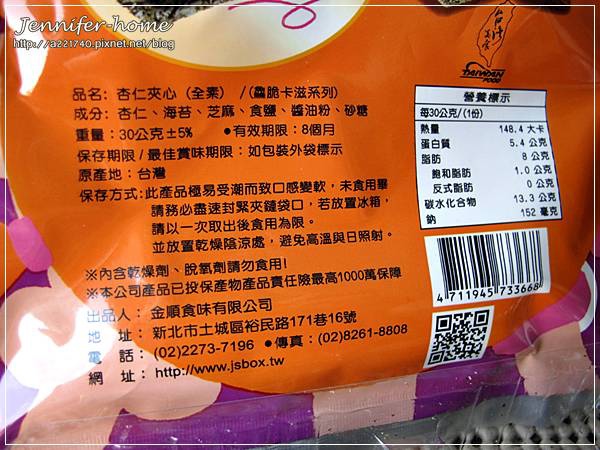 Jennifer-home
http://a221740.pixnet.net/blog
TAIWAN
FOOD
品名: 杏仁夾心 (全素) /(鱻脆卡滋系列)
成分: 杏仁、海苔、芝麻、食鹽、醬油粉、砂糖
重量：30公克±5% ●有效期限：8個月
保存期限 / 最佳賞味期限：如包裝外袋標示
原產地：台灣
保存方式:此產品極易受潮而致口感變軟，未食用畢
請務必盡速封緊夾鏈袋口，若放置冰箱，
請以一次取出後食用為限。
並放置乾燥陰涼處，避免高溫與日照射。
※內含乾燥劑、脫氧劑請勿食用!
※本公司產品已投保產物產品責任險最高1000萬保障
出品人：金順食味有限公司
地 址：新北市土城區裕民路171巷16號
電 話：(02)2273-7196 ●傳真：(02)8261-8808
網 址：http://www.jsbox.tw
營養標示
每30公克/(1份)
熱量 148.4 大卡
蛋白質 5.4 公克
脂肪 8 公克
飽和脂肪 1.0 公克
反式脂肪 0 公克
碳水化合物 13.3 公克
鈉 152 毫克
4 711945 733668